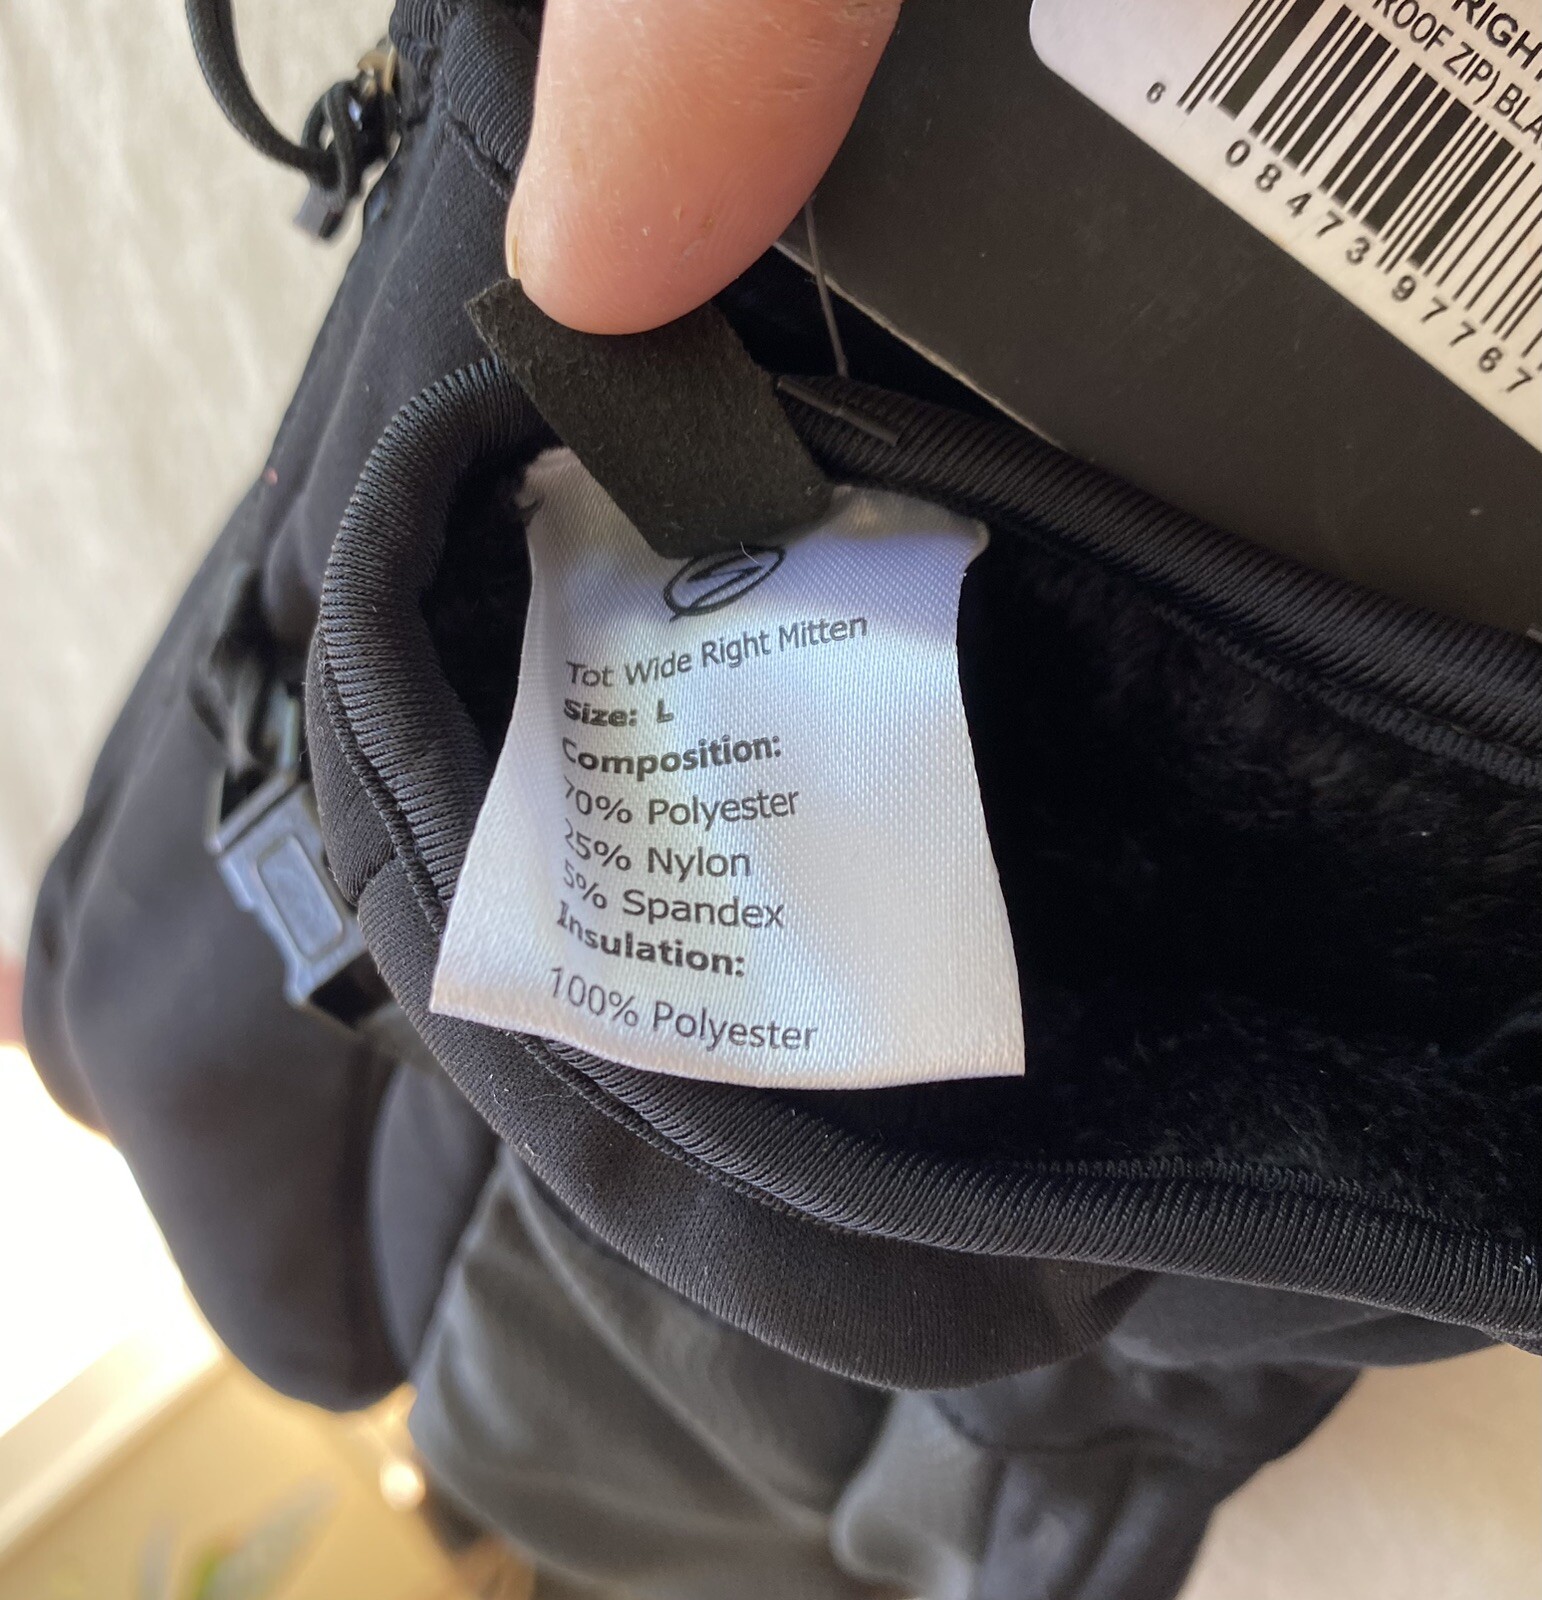 RIGH
ROOF ZIP) BLA
6 08473 97767
Tot Wide Right Mitten
Size: L
Composition:
70% Polyester
25% Nylon
5% Spandex
Insulation:
100% Polyester